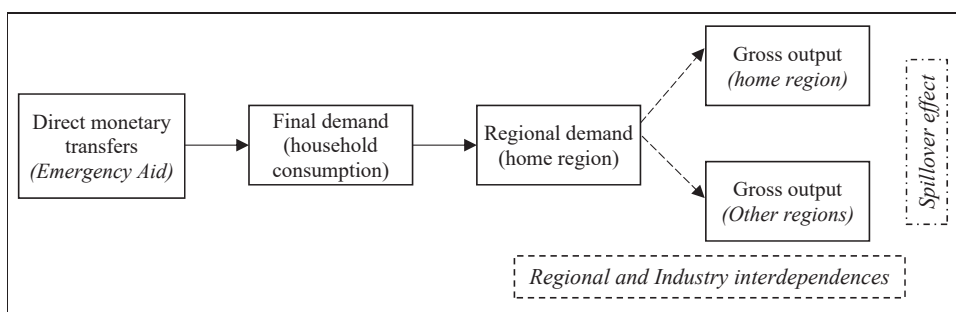 Direct monetary
transfers
(Emergency Aid)
Final demand
(household
consumption)
Regional demand
(home region)
Gross output
(home region)
Gross output
(Other regions)
Spillover effect
Regional and Industry interdependences